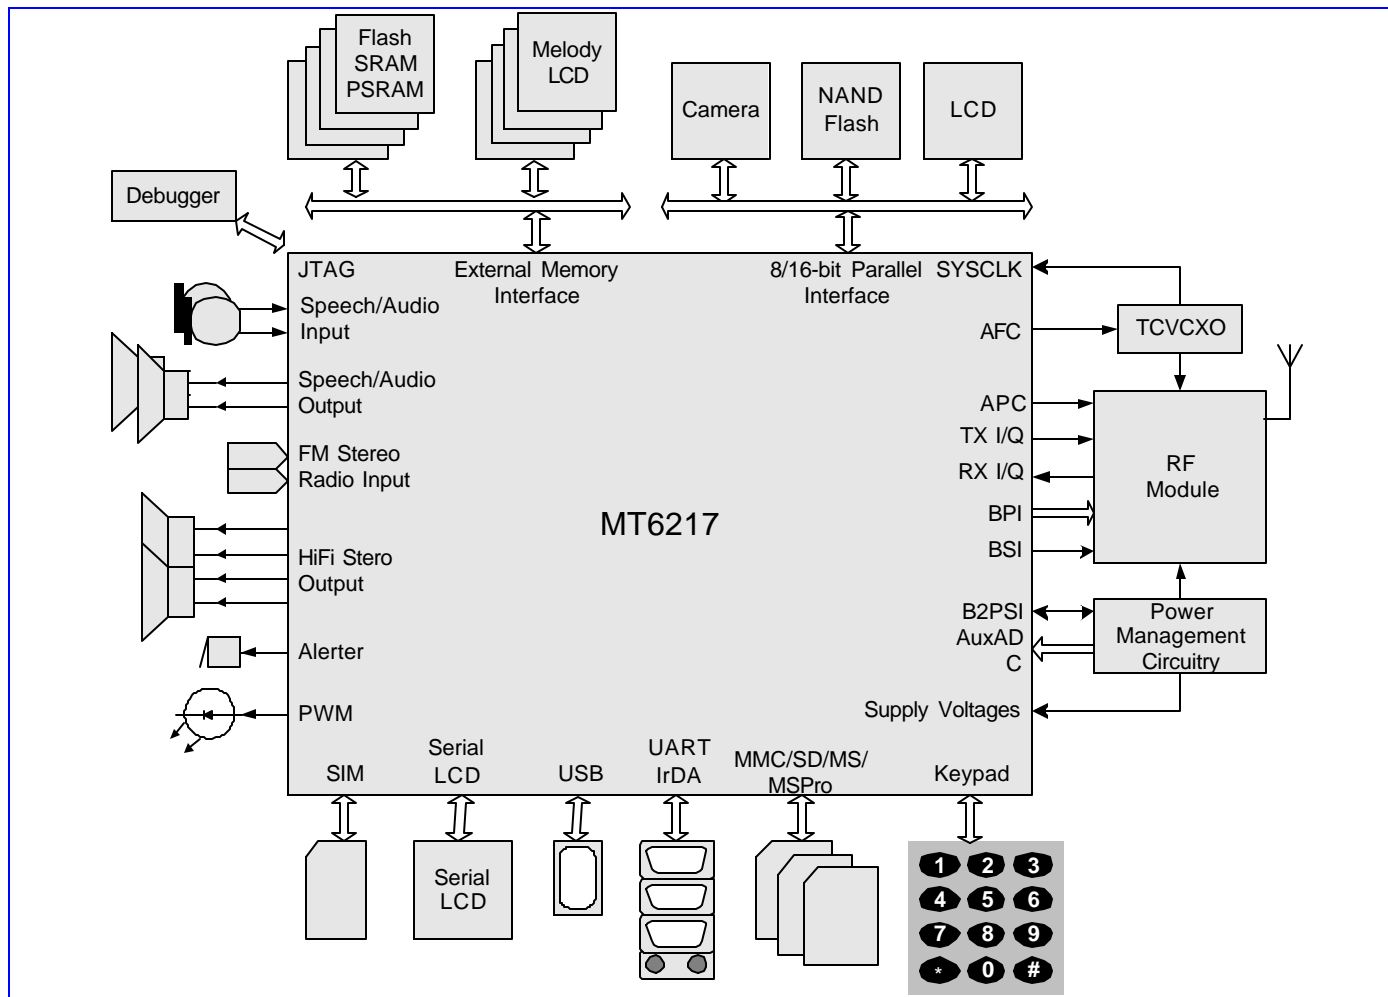 Flash
SRAM
PSRAM
Melody
LCD
Camera
NAND
Flash
LCD
Debugger
JTAG
External Memory
Interface
8/16-bit Parallel
Interface
SYSCLK
Speech/Audio
Input
AFC
TCVCXO
Speech/Audio
Output
APC
TX I/Q
FM Stereo
Radio Input
RX I/Q
RF
Module
MT6217
BPI
BSI
HiFi Stero
Output
B2PSI
AuxAD
C
Power
Management
Circuitry
Alerter
PWM
Supply Voltages
SIM
Serial
LCD
USB
UART
IrDA
MMC/SD/MS/
MSPro
Keypad
Serial
LCD
1 2 3
4 5 6
7 8 9
* 0 #